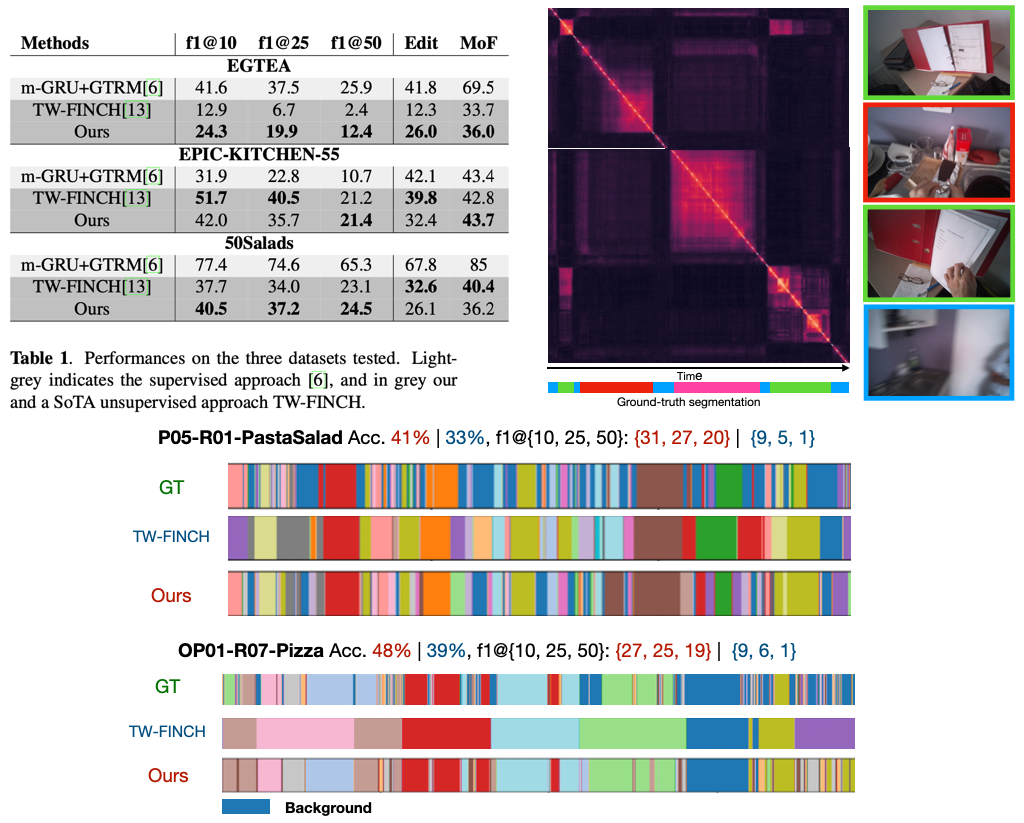 Methods f1@10 f1@25 f1@50 Edit MoF
EGTEA
m-GRU+GTRM[6] 41.6 37.5 25.9 41.8 69.5
TW-FINCH[13] 12.9 6.7 2.4 12.3 33.7
Ours 24.3 19.9 12.4 26.0 36.0
EPIC-KITCHEN-55
m-GRU+GTRM[6] 31.9 22.8 10.7 42.1 43.4
TW-FINCH[13] 51.7 40.5 21.2 39.8 42.8
Ours 42.0 35.7 21.4 32.4 43.7
50Salads
m-GRU+GTRM[6] 77.4 74.6 65.3 67.8 85
TW-FINCH[13] 37.7 34.0 23.1 32.6 40.4
Ours 40.5 37.2 24.5 26.1 36.2
Table 1. Performances on the three datasets tested. Light-
grey indicates the supervised approach [6], and in grey our
and a SoTA unsupervised approach TW-FINCH.
Time
Ground-truth segmentation
P05-R01-PastaSalad Acc. 41% | 33%, f1@{10, 25, 50}: {31, 27, 20} | {9, 5, 1}
GT
TW-FINCH
Ours
OP01-R07-Pizza Acc. 48% | 39%, f1@{10, 25, 50}: {27, 25, 19} | {9, 6, 1}
GT
TW-FINCH
Ours
Background